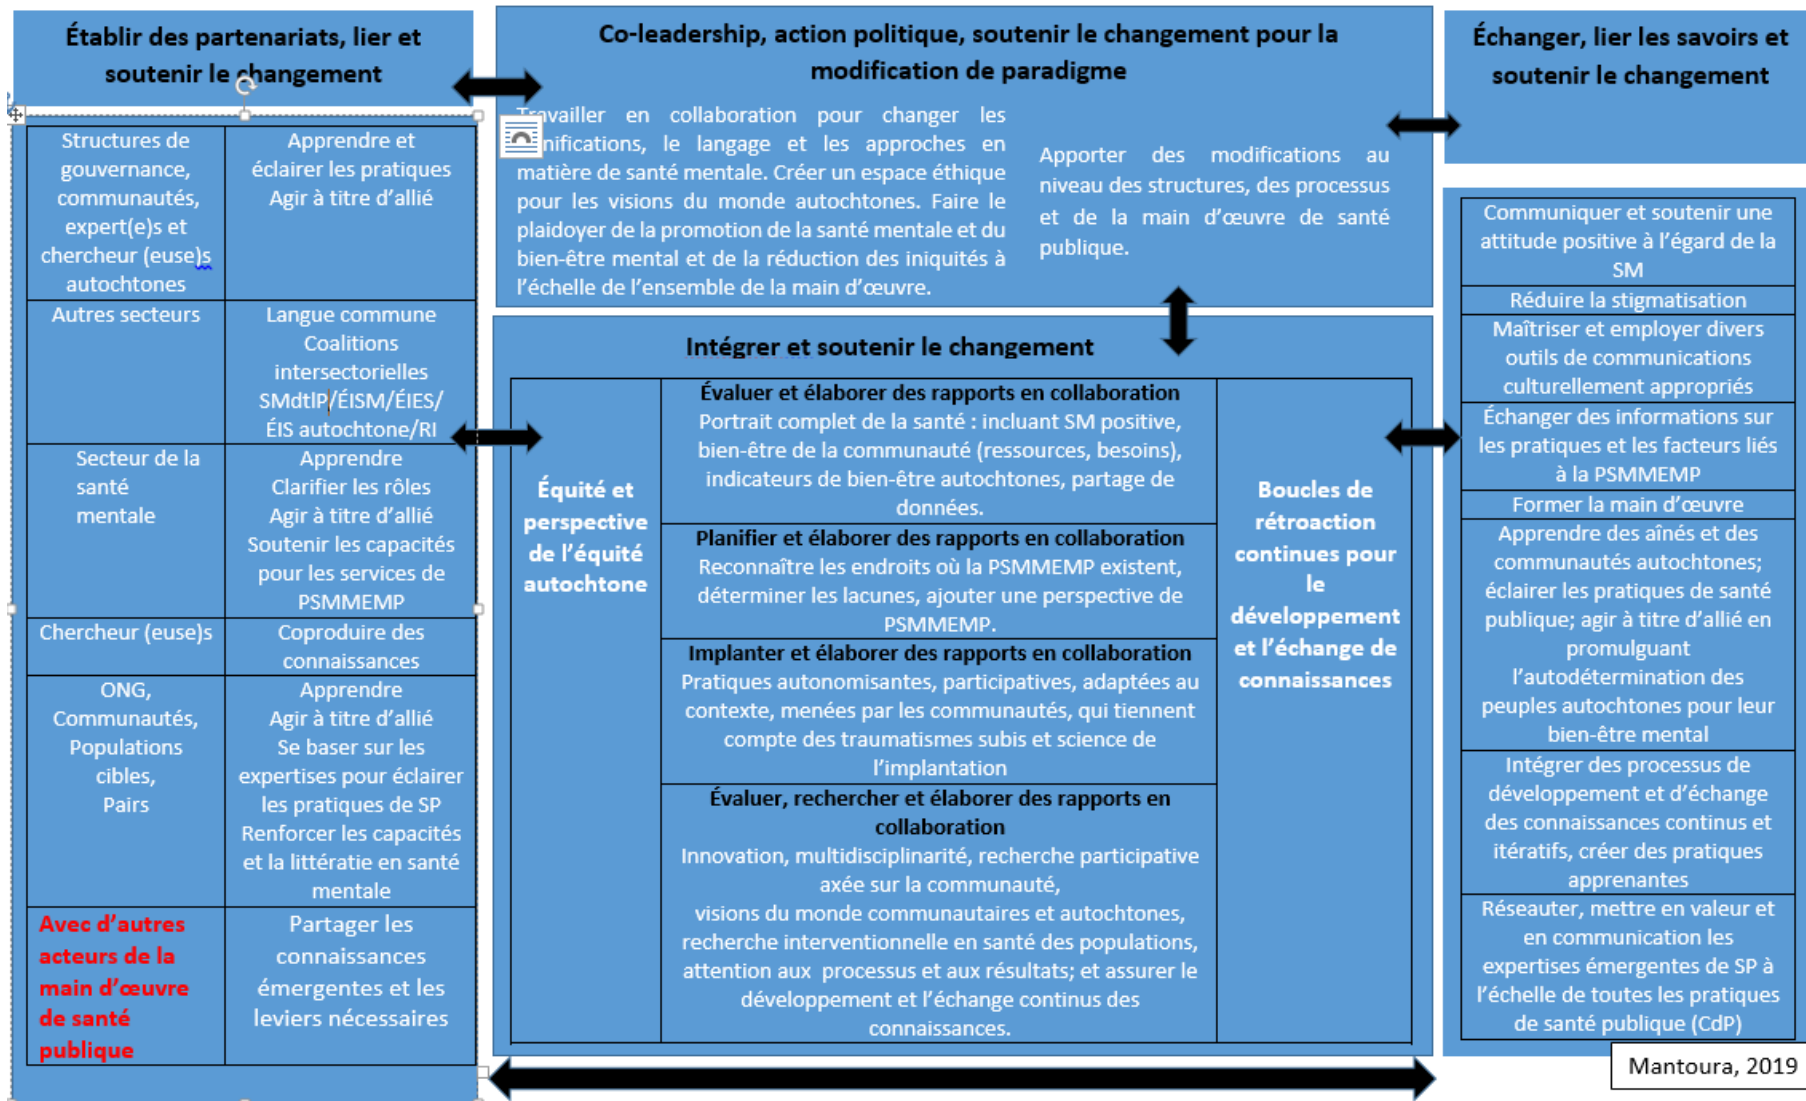 Établir des partenariats, lier et
soutenir le changement
Structures de
gouvernance,
communautés,
expert(e)s et
chercheur (euse)s
autochtones
Apprendre et
éclairer les pratiques
Agir à titre d'allié
Autres secteurs
Langue commune
Coalitions
intersectorielles
SMdtlP/ÉISM/ÉIES/
ÉIS autochtone/RI
Secteur de la
santé
mentale
Apprendre
Clarifier les rôles
Agir à titre d'allié
Soutenir les capacités
pour les services de
PSMMEMP
Chercheur (euse)s
Coproduire des
connaissances
ONG,
Communautés,
Populations
cibles,
Pairs
Apprendre
Agir à titre d'allié
Se baser sur les
expertises pour éclairer
les pratiques de SP
Renforcer les capacités
et la littératie en santé
mentale
Avec d'autres
acteurs de la
main d'œuvre
de santé
publique
Partager les
connaissances
émergentes et les
leviers nécessaires
Co-leadership, action politique, soutenir le changement pour la
modification de paradigme
Travailler en collaboration pour changer les
nifications, le langage et les approches en
matière de santé mentale. Créer un espace éthique
pour les visions du monde autochtones. Faire le
plaidoyer de la promotion de la santé mentale et du
bien-être mental et de la réduction des iniquités à
l'échelle de l'ensemble de la main d'œuvre.
Apporter des modifications au
niveau des structures, des processus
et de la main d'œuvre de santé
publique.
Intégrer et soutenir le changement
Équité et
perspective
de l'équité
autochtone
Évaluer et élaborer des rapports en collaboration
Portrait complet de la santé : incluant SM positive,
bien-être de la communauté (ressources, besoins),
indicateurs de bien-être autochtones, partage de
données.
Planifier et élaborer des rapports en collaboration
Reconnaître les endroits où la PSMMEMP existent,
déterminer les lacunes, ajouter une perspective de
PSMMEMP.
Implanter et élaborer des rapports en collaboration
Pratiques autonomisantes, participatives, adaptées au
contexte, menées par les communautés, qui tiennent
compte des traumatismes subis et science de
l'implantation
Évaluer, rechercher et élaborer des rapports en
collaboration
Innovation, multidisciplinarité, recherche participative
axée sur la communauté,
visions du monde communautaires et autochtones,
recherche interventionnelle en santé des populations,
attention aux processus et aux résultats; et assurer le
développement et l'échange continus des
connaissances.
Boucles de
rétroaction
continues pour
le
développement
et l'échange de
connaissances
Échanger, lier les savoirs et
soutenir le changement
Communiquer et soutenir une
attitude positive à l'égard de la
SM
Réduire la stigmatisation
Maîtriser et employer divers
outils de communications
culturellement appropriés
Échanger des informations sur
les pratiques et les facteurs liés
à la PSMMEMP
Former la main d'œuvre
Apprendre des aînés et des
communautés autochtones;
éclairer les pratiques de santé
publique; agir à titre d'allié en
promulguant
l'autodétermination des
peuples autochtones pour leur
bien-être mental
Intégrer des processus de
développement et d'échange
des connaissances continus et
itératifs, créer des pratiques
apprenantes
Réseauter, mettre en valeur et
en communication les
expertises émergentes de SP à
l'échelle de toutes les pratiques
de santé publique (CdP)
Mantoura, 2019